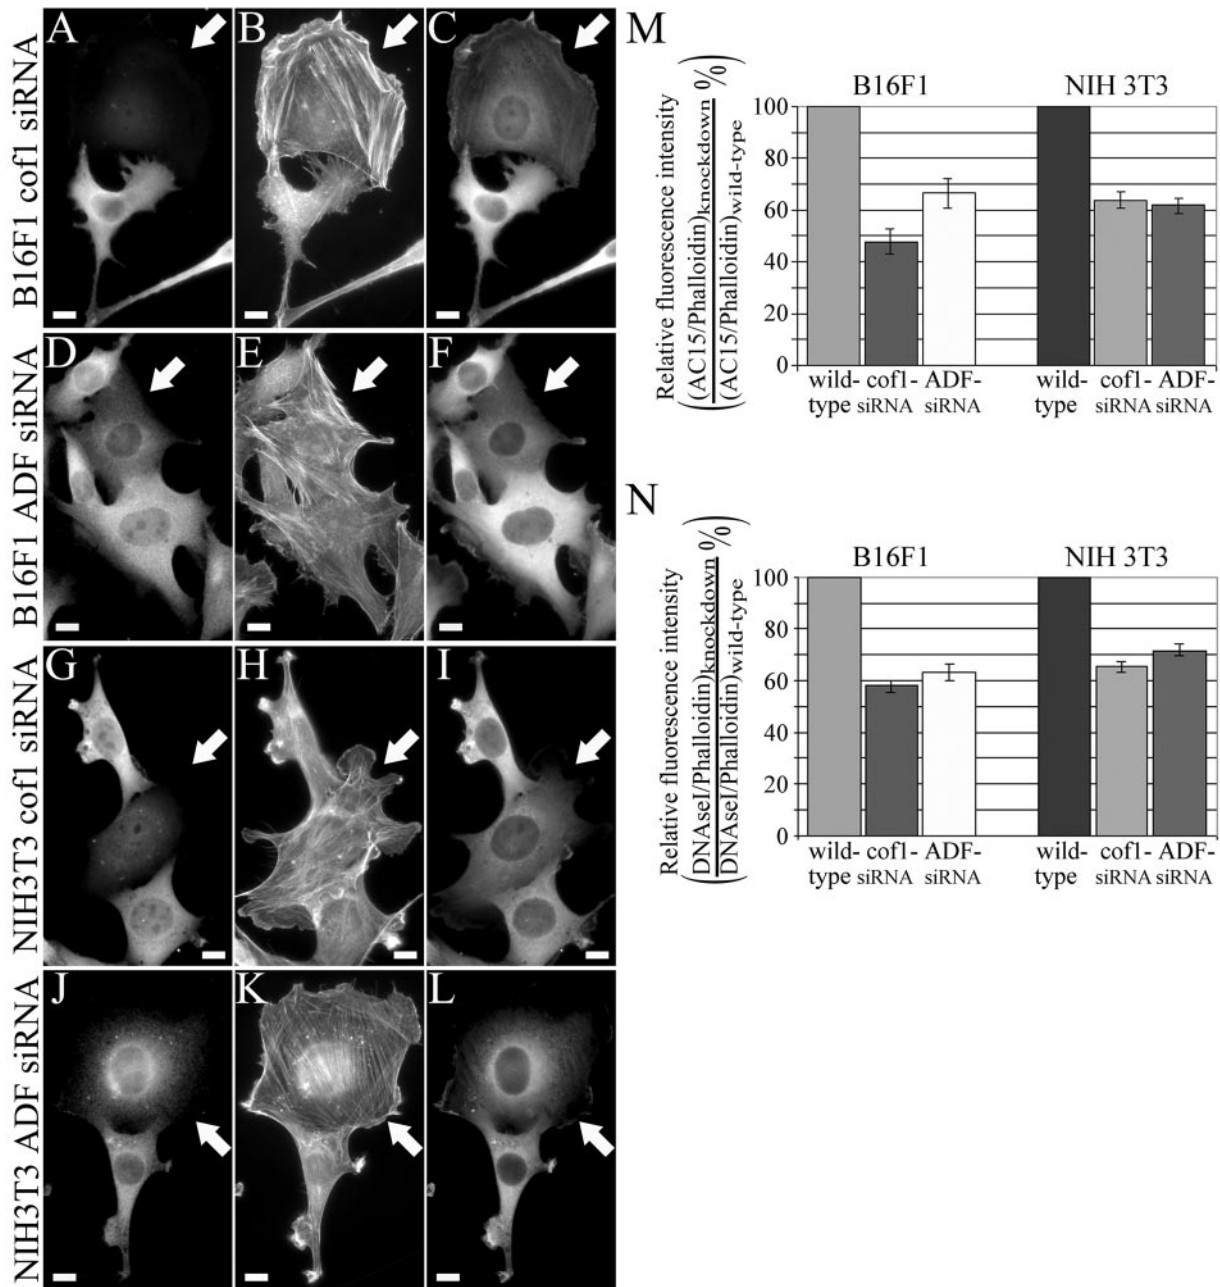 B16F1 cof1 siRNA
A
B
C
B16F1 ADF siRNA
D
E
F
NIH3T3 cof1 siRNA
G
H
I
NIH3T3 ADF siRNA
J
K
L
M
Relative fluorescence intensity
((AC15/Phalloidin)knockdown %)
((AC15/Phalloidin)wild-type
B16F1
NIH 3T3
100
80
60
40
20
0
wild-type
cof1-siRNA
ADF-siRNA
wild-type
cof1-siRNA
ADF-siRNA
N
Relative fluorescence intensity
(DNAseI/Phalloidin)knockdown %)
(DNAseI/Phalloidin)wild-type
B16F1
NIH 3T3
100
80
60
40
20
0
wild-type
cof1-siRNA
ADF-siRNA
wild-type
cof1-siRNA
ADF-siRNA